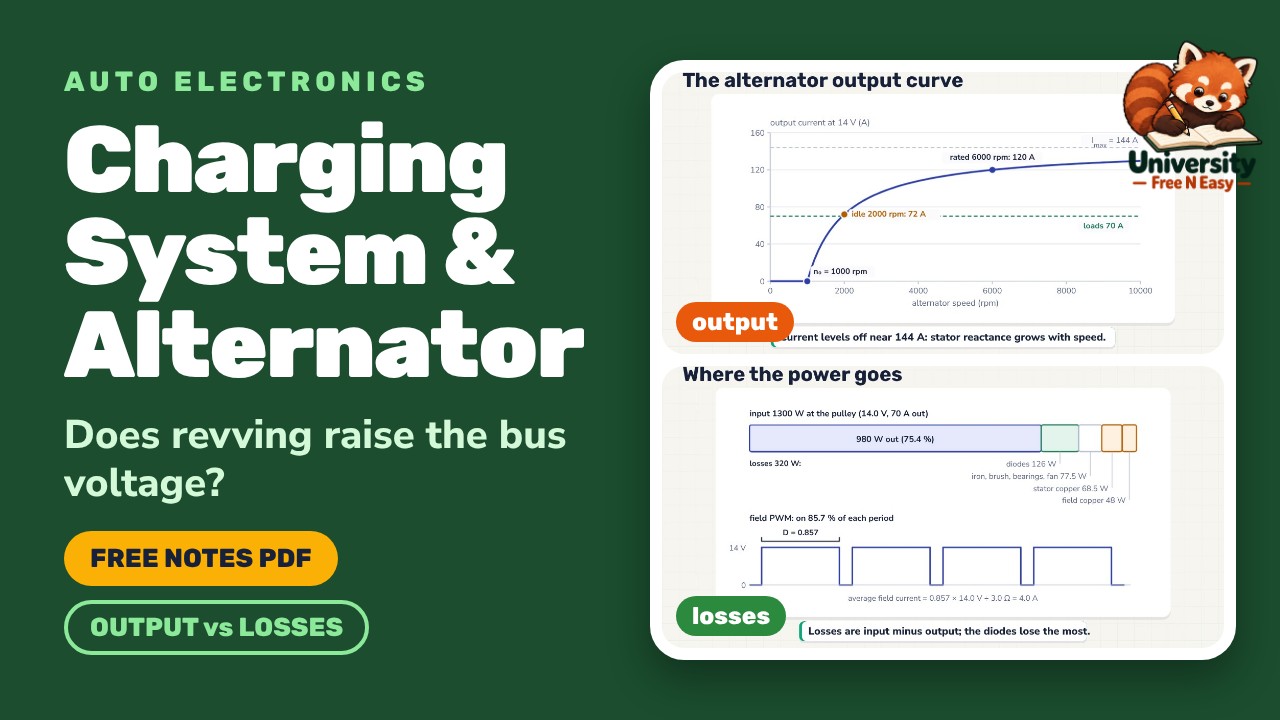 AUTO ELECTRONICS
Charging
System &
Alternator
Does revving raise the bus
voltage?
FREE NOTES PDF
OUTPUT vs LOSSES
The alternator output curve
output current at 14 V (A)
160
120
80
40
0
Imax = 144 A
rated 6000 rpm: 120 A
idle 2000 rpm: 72 A
loads 70 A
n₀ = 1000 rpm
0 2000 4000 6000 8000 10000
alternator speed (rpm)
output
current levels off near 144 A: stator reactance grows with speed.
Where the power goes
input 1300 W at the pulley (14.0 V, 70 A out)
980 W out (75.4 %)
losses 320 W:
diodes 126 W
iron, brush, bearings, fan 77.5 W
stator copper 68.5 W
field copper 48 W
field PWM: on 85.7 % of each period
D = 0.857
14 V
0
average field current = 0.857 × 14.0 V ÷ 3.0 Ω = 4.0 A
losses
Losses are input minus output; the diodes lose the most.
University
Free N Easy